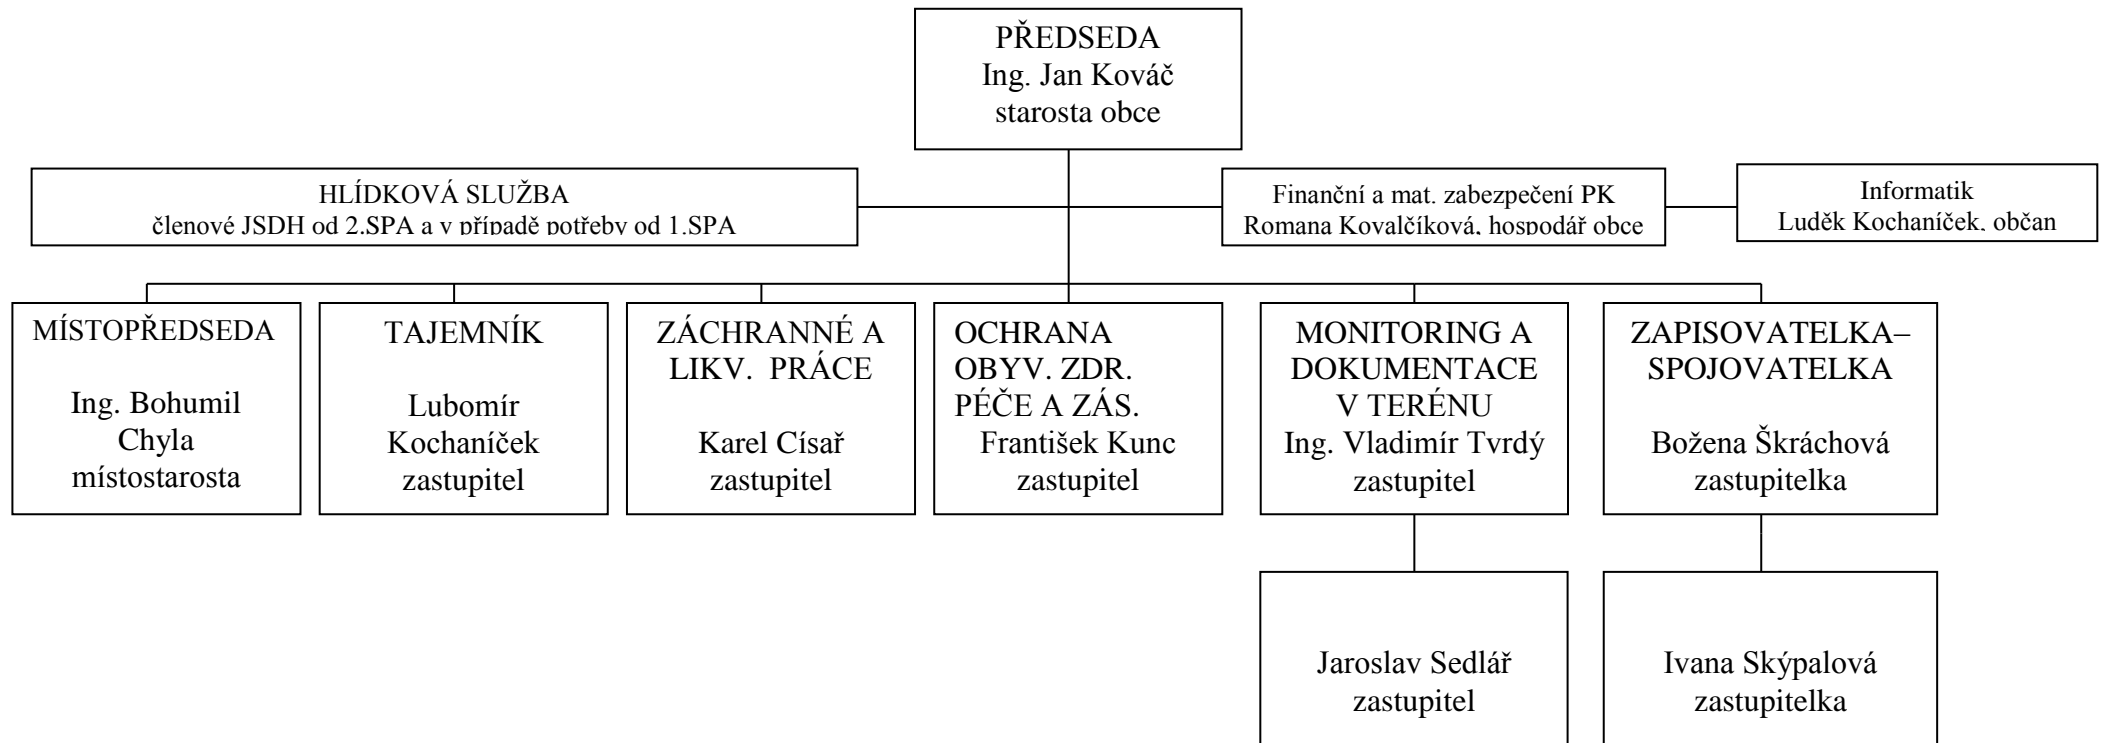 PŘEDSEDA
Ing. Jan Kováč
starosta obce
HLÍDKOVÁ SLUŽBA
členové JSDH od 2.SPA a v případě potřeby od 1.SPA
Finanční a mat. zabezpečení PK
Romana Kovalčíková, hospodář obce
Informatik
Luděk Kochaníček, občan
MÍSTOPŘEDSEDA
Ing. Bohumil
Chyla
místostarosta
TAJEMNÍK
Lubomír
Kochaníček
zastupitel
ZÁCHRANNÉ A
LIKV. PRÁCE
Karel Císař
zastupitel
OCHRANA
OBYV. ZDR.
PÉČE A ZÁS.
František Kunc
zastupitel
MONITORING A
DOKUMENTACE
V TERÉNU
Ing. Vladimír Tvrdý
zastupitel
ZAPISOVATELKA–
SPOJOVATELKA
Božena Škráchová
zastupitelka
Jaroslav Sedlář
zastupitel
Ivana Skýpalová
zastupitelka